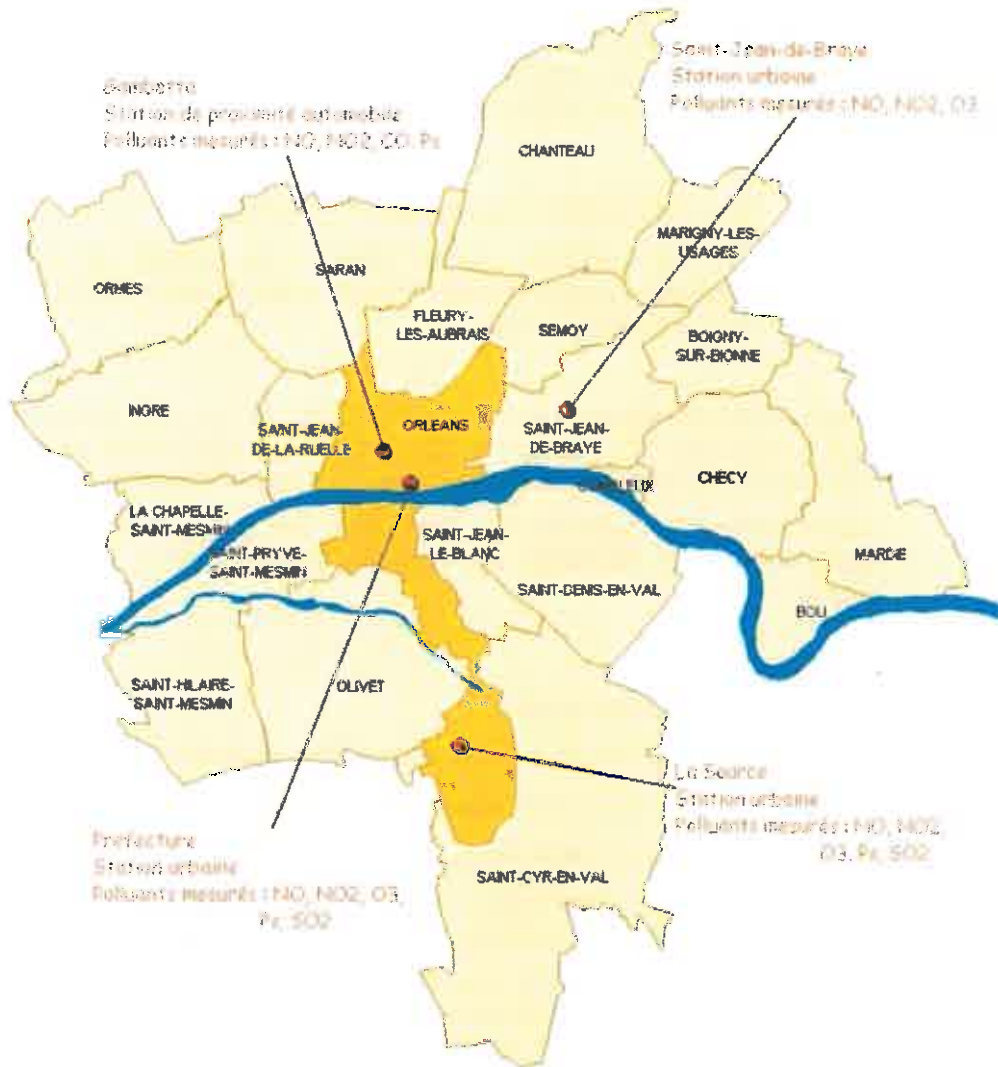 Gambetta
Station de proximité automobile
Polluants mesurés : NO, NO2, CO, Ps
Saint-Jean-de-Braye
Station urbaine
Polluants mesurés : NO, NO2, O3
CHANTEAU
MARIGNY-LES-
USAGES
ORMES
SARAN
FLEURY-
LES-AUBRAIS
SEMOY
BOIGNY-
SUR-BIONNE
INGRE
SAINT-JEAN-
DE-LA-RUELLE
ORLEANS
SAINT-JEAN-
DE-BRAYE
CHECY
LA CHAPELLE-
SAINT-MESMIN
SAINT-PRYVE-
SAINT-MESMIN
SAINT-JEAN-
LE-BLANC
SAINT-DENIS-EN-VAL
MARDIE
BOU
SAINT-HILAIRE-
SAINT-MESMIN
OLIVET
La Source
Station urbaine
Polluants mesurés : NO, NO2,
O3, Ps, SO2
Préfecture
Station urbaine
Polluants mesurés : NO, NO2, O3,
Ps, SO2
SAINT-CYR-EN-VAL